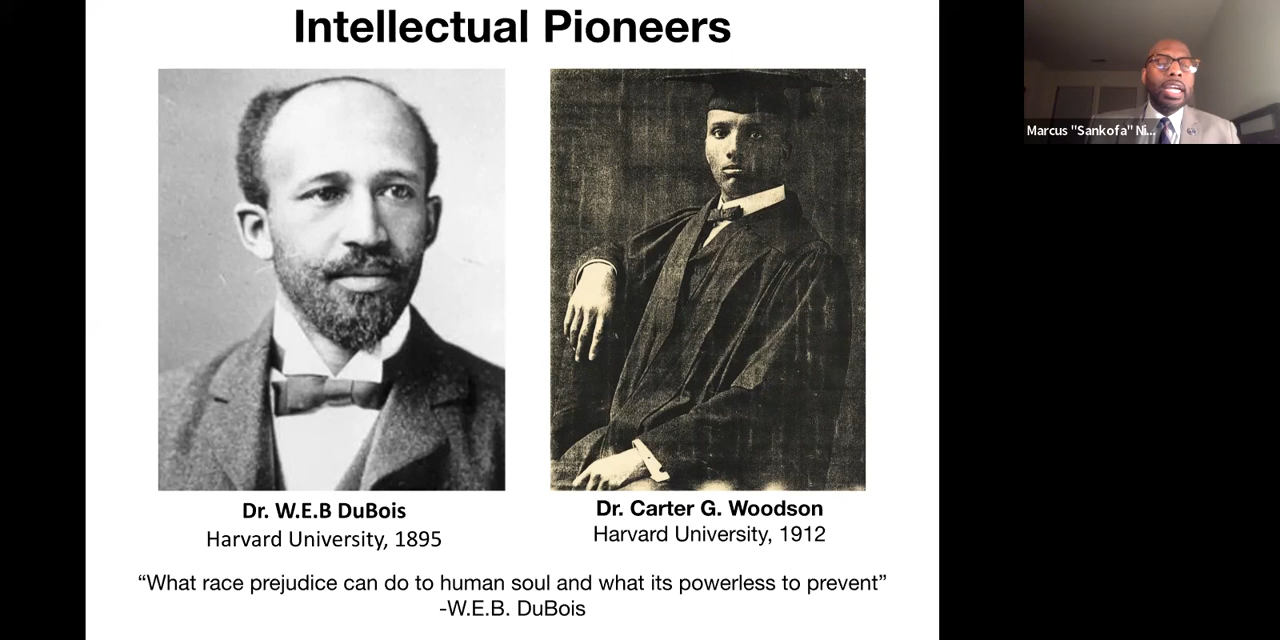 Intellectual Pioneers
Marcus "Sankofa" Ni...
Dr. W.E.B DuBois
Harvard University, 1895
Dr. Carter G. Woodson
Harvard University, 1912
“What race prejudice can do to human soul and what its powerless to prevent”
-W.E.B. DuBois